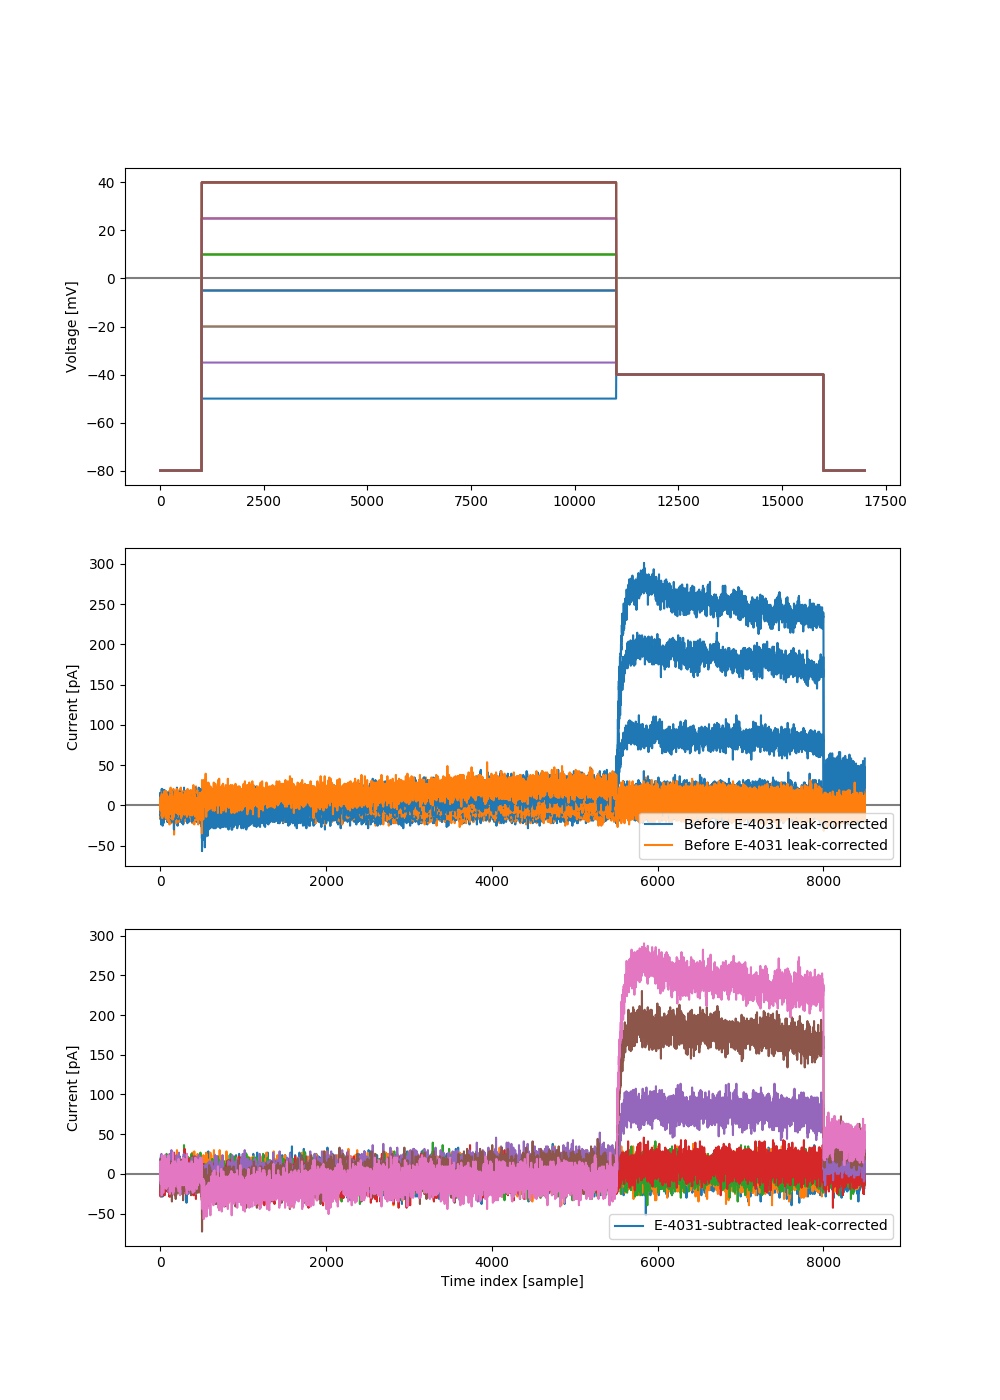 40
20
0
−20
−40
−60
−80
Voltage [mV]
0 2500 5000 7500 10000 12500 15000 17500
300
250
200
150
100
50
0
−50
Current [pA]
Before E-4031 leak-corrected
Before E-4031 leak-corrected
0 2000 4000 6000 8000
300
250
200
150
100
50
0
−50
Current [pA]
E-4031-subtracted leak-corrected
0 2000 4000 6000 8000
Time index [sample]